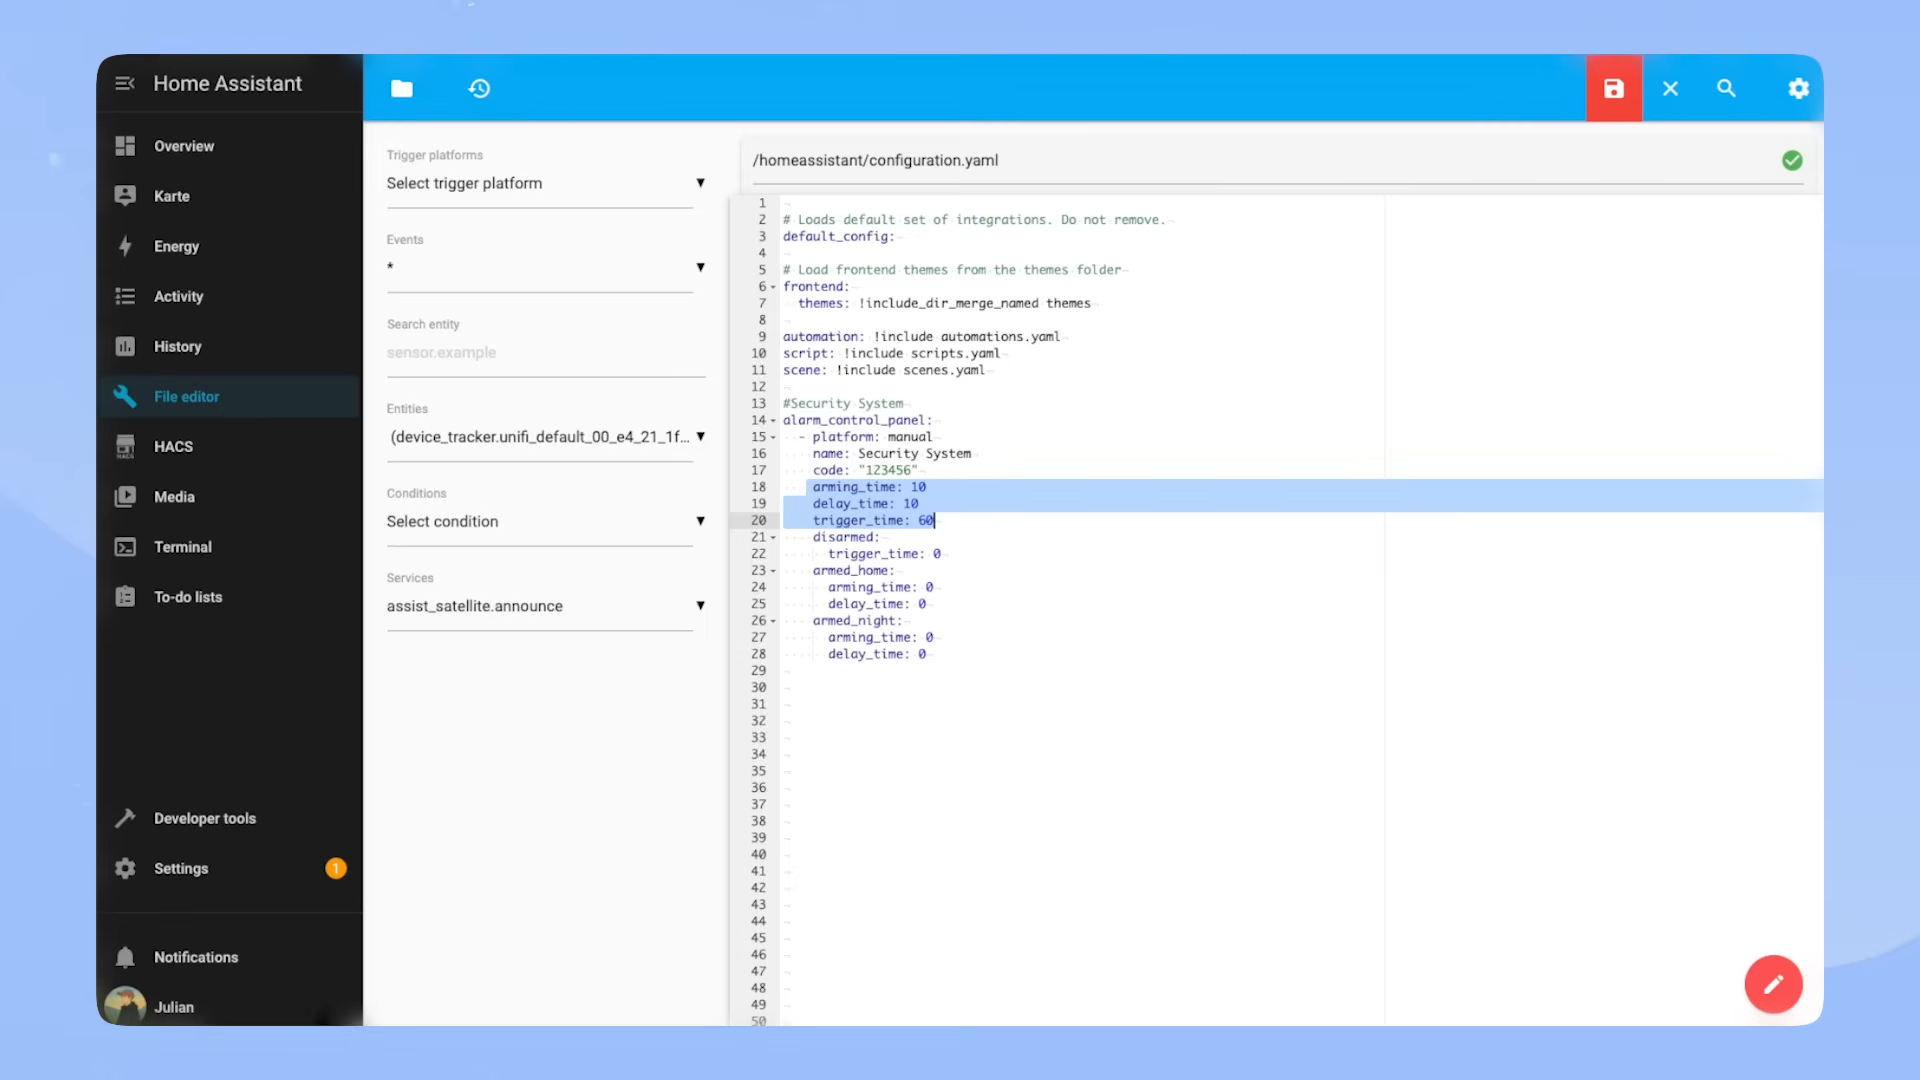 Home Assistant
Overview
Karte
Energy
Activity
History
File editor
HACS
Media
Terminal
To-do lists
Developer tools
Settings 1
Notifications
Julian
Trigger platforms
Select trigger platform
Events
*
Search entity
sensor.example
Entities
(device_tracker.unifi_default_00_e4_21_1f...
Conditions
Select condition
Services
assist_satellite.announce
/homeassistant/configuration.yaml
1
2 # Loads default set of integrations. Do not remove.
3 default_config:
4
5 # Load frontend themes from the themes folder
6 frontend:
7 themes: !include_dir_merge_named themes
8
9 automation: !include automations.yaml
10 script: !include scripts.yaml
11 scene: !include scenes.yaml
12
13 #Security System
14 alarm_control_panel:
15 - platform: manual
16 name: Security System
17 code: "123456"
18 arming_time: 10
19 delay_time: 10
20 trigger_time: 60
21 disarmed:
22 trigger_time: 0
23 armed_home:
24 arming_time: 0
25 delay_time: 0
26 armed_night:
27 arming_time: 0
28 delay_time: 0
29
30
31
32
33
34
35
36
37
38
39
40
41
42
43
44
45
46
47
48
49
50